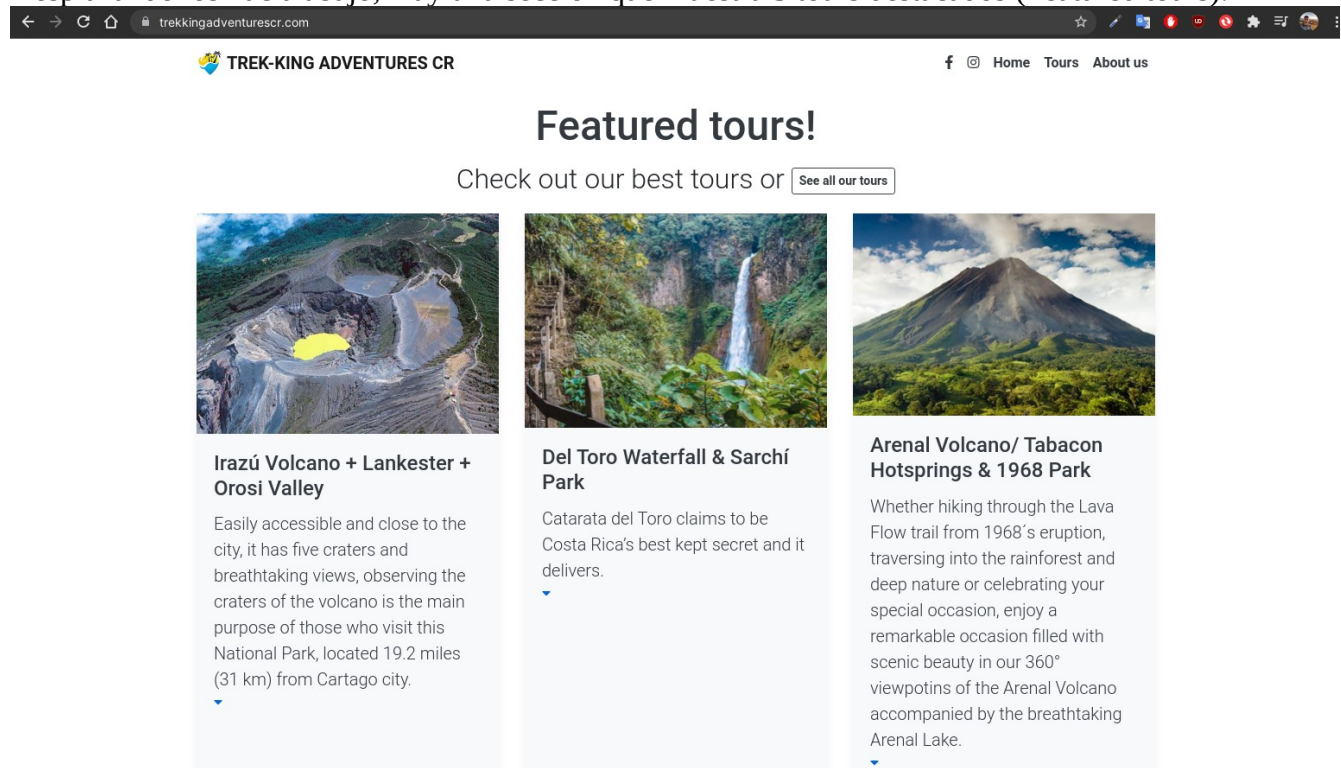 trekkingadventurescr.com
TREK-KING ADVENTURES CR
Home Tours About us
Featured tours!
Check out our best tours or See all our tours
Irazú Volcano + Lankester +
Orosi Valley
Easily accessible and close to the
city, it has five craters and
breathtaking views, observing the
craters of the volcano is the main
purpose of those who visit this
National Park, located 19.2 miles
(31 km) from Cartago city.
Del Toro Waterfall & Sarchí
Park
Catarata del Toro claims to be
Costa Rica's best kept secret and it
delivers.
Arenal Volcano/ Tabacon
Hotsprings & 1968 Park
Whether hiking through the Lava
Flow trail from 1968´s eruption,
traversing into the rainforest and
deep nature or celebrating your
special occasion, enjoy a
remarkable occasion filled with
scenic beauty in our 360°
viewpotins of the Arenal Volcano
accompanied by the breathtaking
Arenal Lake.